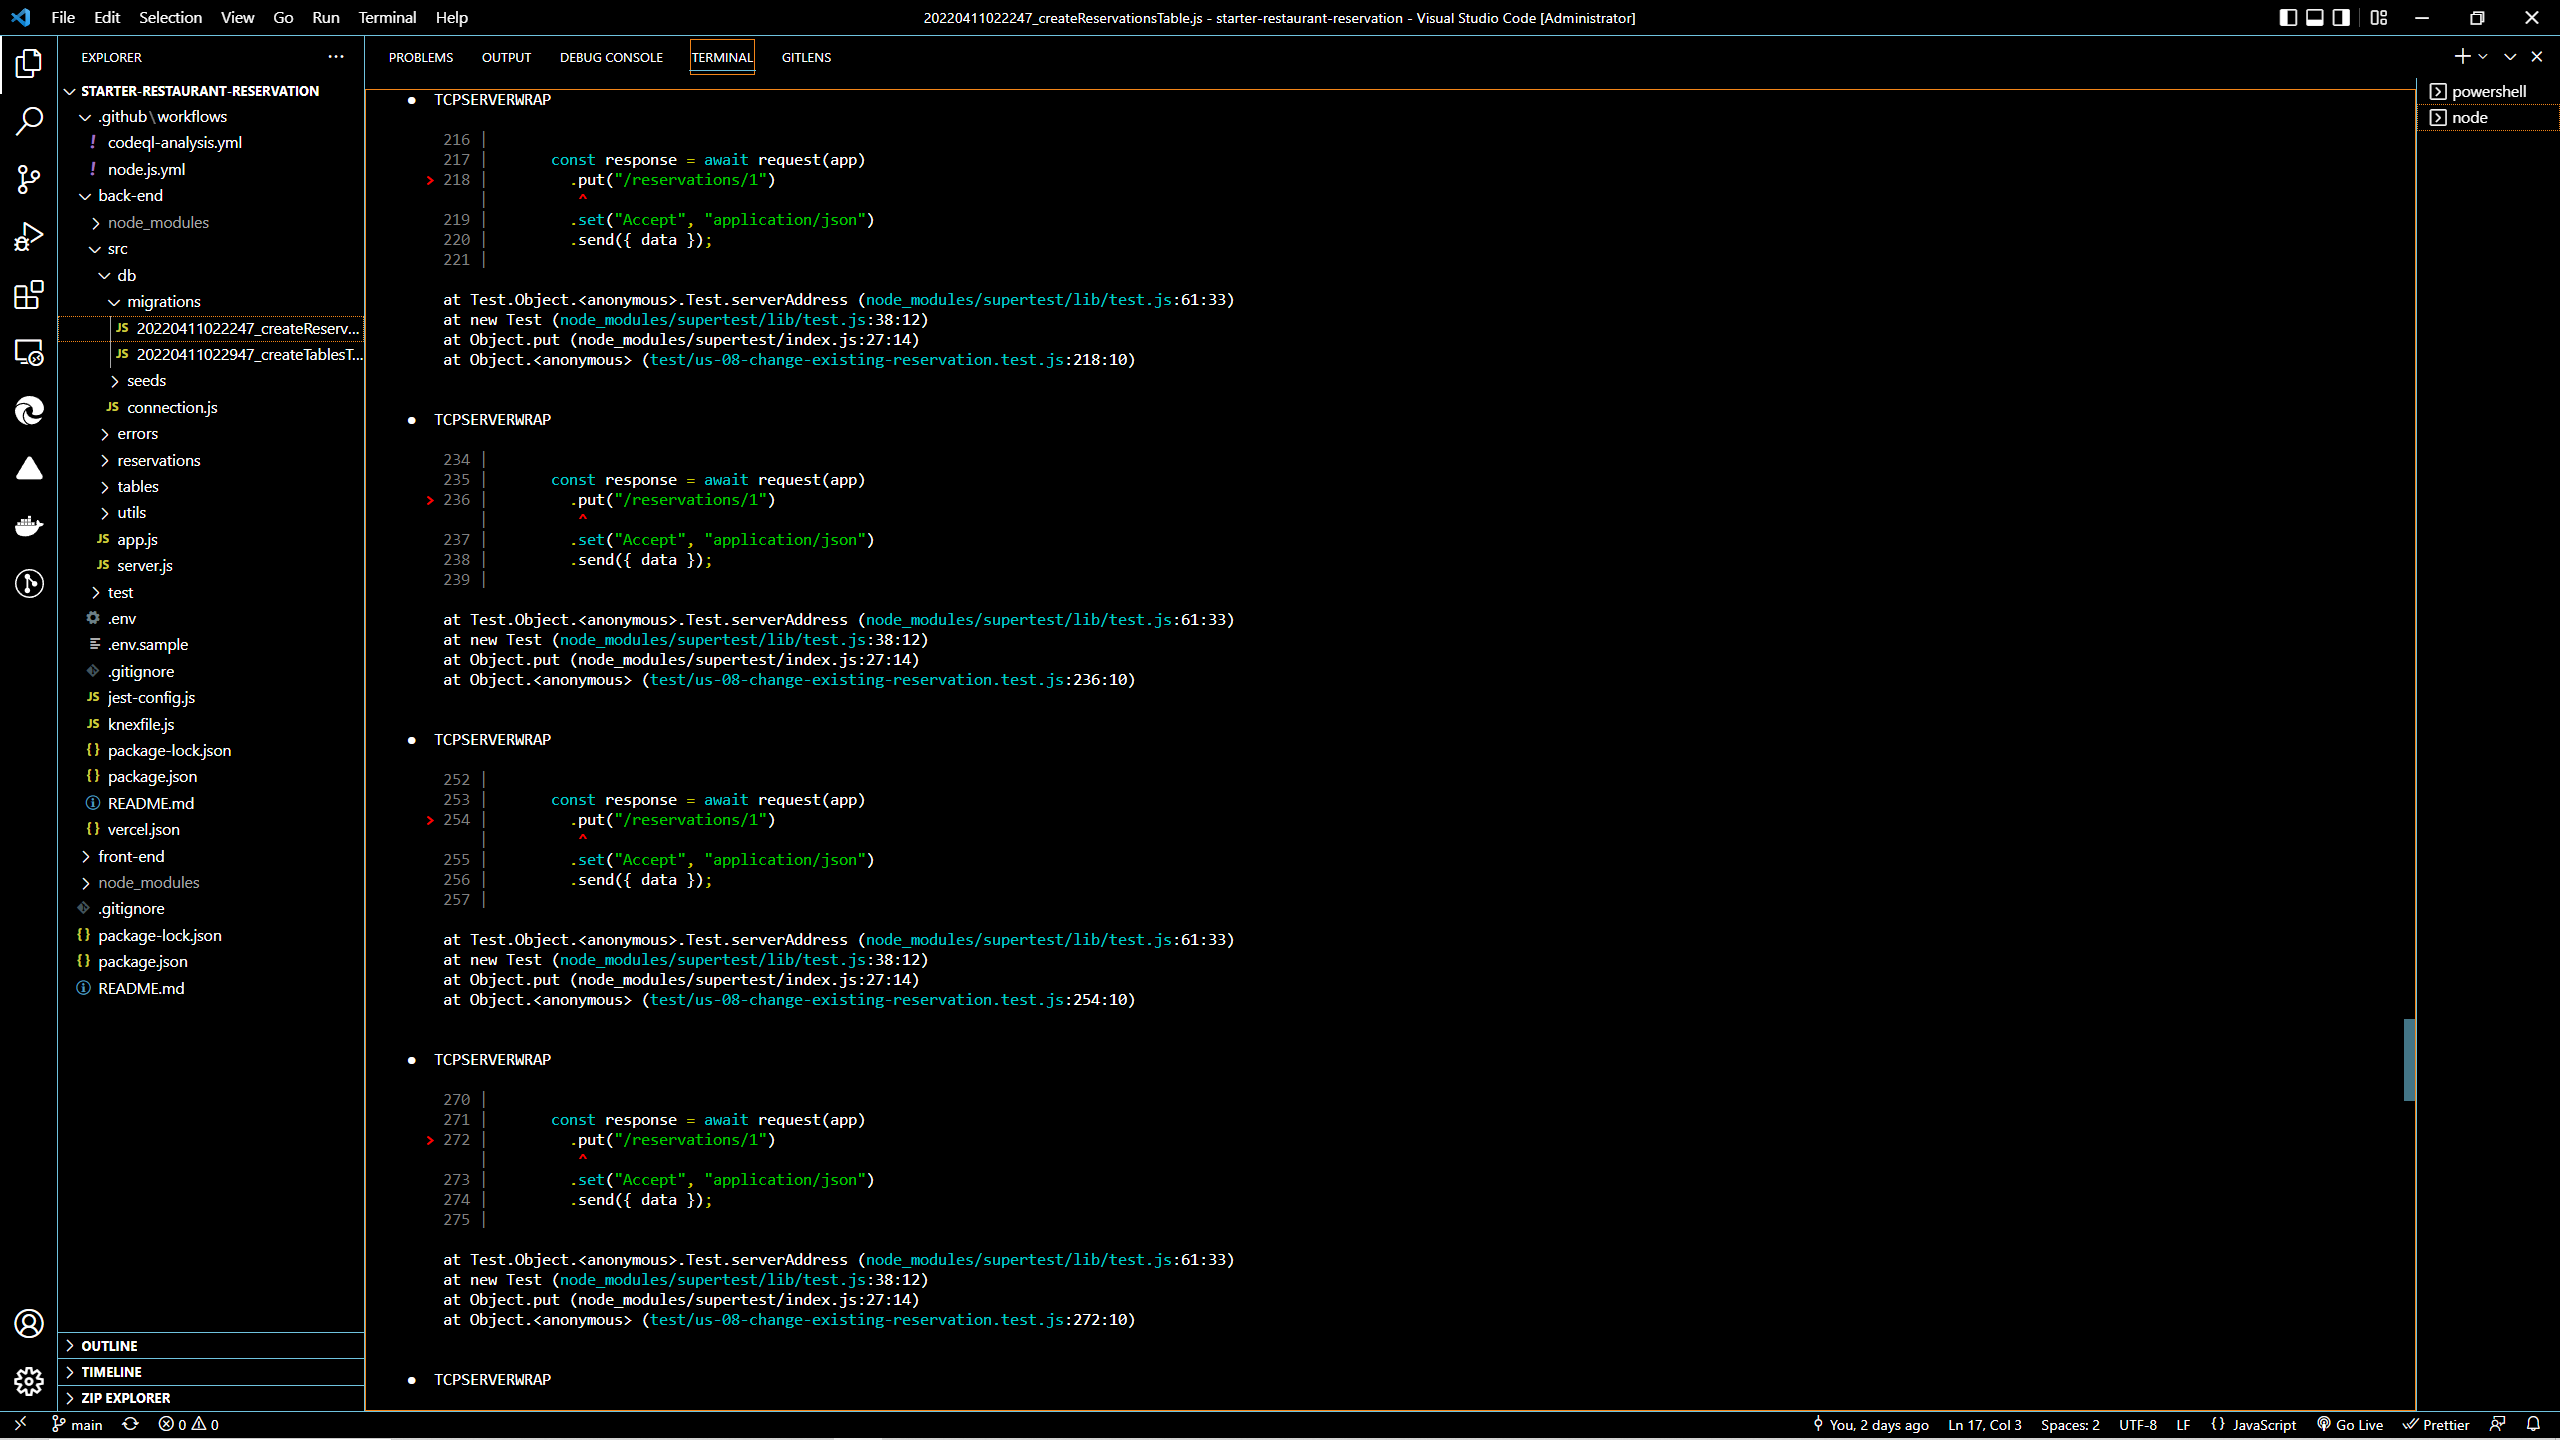 File Edit Selection View Go Run Terminal Help
20220411022247_createReservationsTable.js - starter-restaurant-reservation - Visual Studio Code [Administrator]
EXPLORER
STARTER-RESTAURANT-RESERVATION
.github\workflows
codeql-analysis.yml
node.js.yml
back-end
node_modules
src
db
migrations
JS 20220411022247_createReserv...
JS 20220411022947_createTablesT...
seeds
JS connection.js
errors
reservations
tables
utils
JS app.js
JS server.js
test
.env
.env.sample
.gitignore
JS jest-config.js
JS knexfile.js
{} package-lock.json
{} package.json
README.md
{} vercel.json
front-end
node_modules
.gitignore
{} package-lock.json
{} package.json
README.md
OUTLINE
TIMELINE
ZIP EXPLORER
PROBLEMS OUTPUT DEBUG CONSOLE TERMINAL GITLENS
● TCPSERVERWRAP
216 |
217 | const response = await request(app)
> 218 | .put("/reservations/1")
| ^
219 | .set("Accept", "application/json")
220 | .send({ data });
221 |
at Test.Object.<anonymous>.Test.serverAddress (node_modules/supertest/lib/test.js:61:33)
at new Test (node_modules/supertest/lib/test.js:38:12)
at Object.put (node_modules/supertest/index.js:27:14)
at Object.<anonymous> (test/us-08-change-existing-reservation.test.js:218:10)
● TCPSERVERWRAP
234 |
235 | const response = await request(app)
> 236 | .put("/reservations/1")
| ^
237 | .set("Accept", "application/json")
238 | .send({ data });
239 |
at Test.Object.<anonymous>.Test.serverAddress (node_modules/supertest/lib/test.js:61:33)
at new Test (node_modules/supertest/lib/test.js:38:12)
at Object.put (node_modules/supertest/index.js:27:14)
at Object.<anonymous> (test/us-08-change-existing-reservation.test.js:236:10)
● TCPSERVERWRAP
252 |
253 | const response = await request(app)
> 254 | .put("/reservations/1")
| ^
255 | .set("Accept", "application/json")
256 | .send({ data });
257 |
at Test.Object.<anonymous>.Test.serverAddress (node_modules/supertest/lib/test.js:61:33)
at new Test (node_modules/supertest/lib/test.js:38:12)
at Object.put (node_modules/supertest/index.js:27:14)
at Object.<anonymous> (test/us-08-change-existing-reservation.test.js:254:10)
● TCPSERVERWRAP
270 |
271 | const response = await request(app)
> 272 | .put("/reservations/1")
| ^
273 | .set("Accept", "application/json")
274 | .send({ data });
275 |
at Test.Object.<anonymous>.Test.serverAddress (node_modules/supertest/lib/test.js:61:33)
at new Test (node_modules/supertest/lib/test.js:38:12)
at Object.put (node_modules/supertest/index.js:27:14)
at Object.<anonymous> (test/us-08-change-existing-reservation.test.js:272:10)
● TCPSERVERWRAP
powershell
node
main 0 0 You, 2 days ago Ln 17, Col 3 Spaces: 2 UTF-8 LF {} JavaScript Go Live Prettier